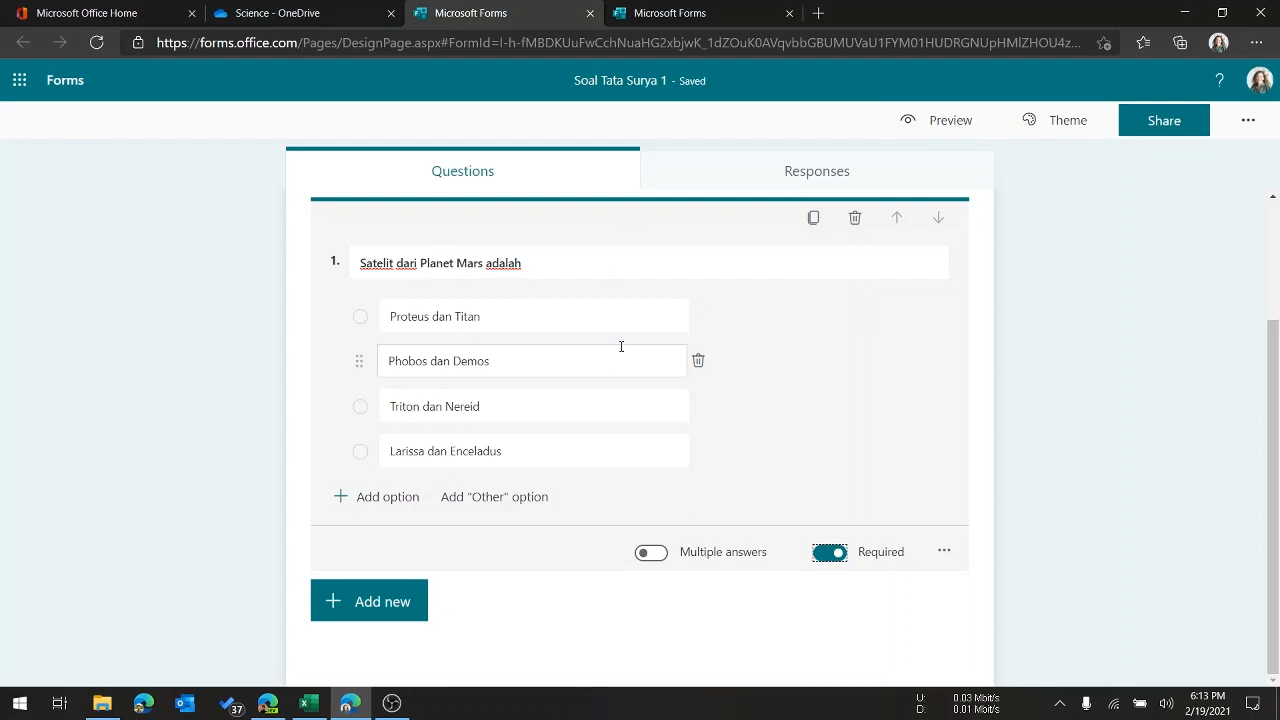 Microsoft Office Home
Science - OneDrive
Microsoft Forms
Microsoft Forms
https://forms.office.com/Pages/DesignPage.aspx#FormId=l-h-fMBDKUuFwCchNuaHG2xbjwK_1dZOuK0AVqvbbGBUMUVaU1FYM01HUDRGNUpHMlZHOU4z...
Forms
Soal Tata Surya 1 - Saved
?
Preview
Theme
Share
Questions
Responses
1.
Satelit dari Planet Mars adalah
Proteus dan Titan
Phobos dan Demos
Triton dan Nereid
Larissa dan Enceladus
Add option
Add "Other" option
Multiple answers
Required
Add new
37
U: 0.03 Mbit/s
D: 0.01 Mbit/s
6:13 PM
2/19/2021